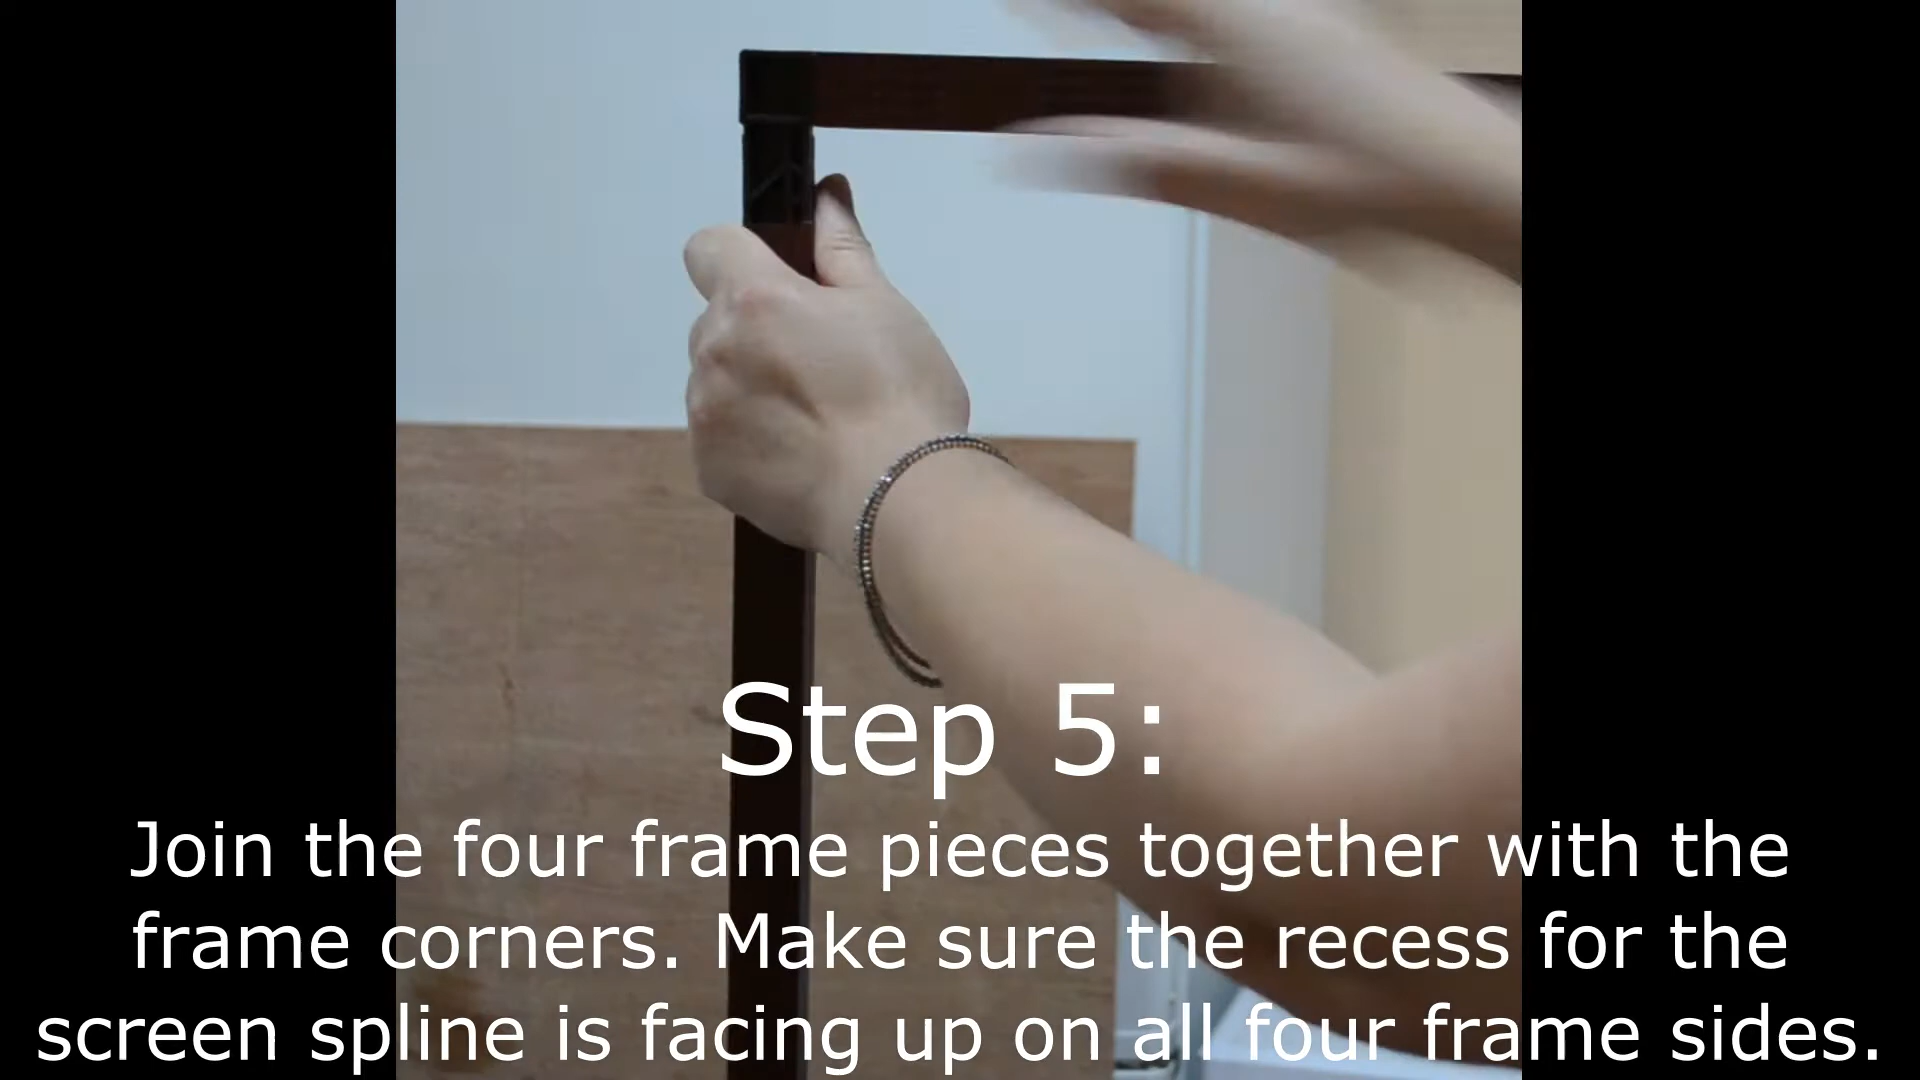 Step 5:
Join the four frame pieces together with the
frame corners. Make sure the recess for the
screen spline is facing up on all four frame sides.